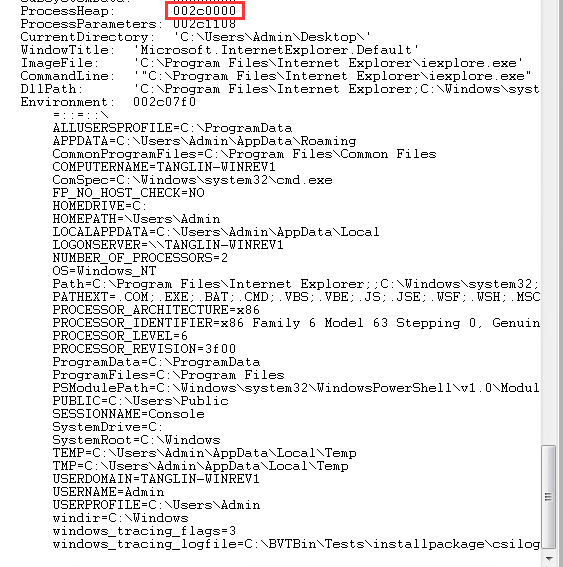 ProcessHeap: 002c0000
ProcessParameters: 002c1108
CurrentDirectory: 'C:\Users\Admin\Desktop\'
WindowTitle: 'Microsoft.InternetExplorer.Default'
ImageFile: 'C:\Program Files\Internet Explorer\iexplore.exe'
CommandLine: '"C:\Program Files\Internet Explorer\iexplore.exe"
DllPath: 'C:\Program Files\Internet Explorer;C:\Windows\syst
Environment: 002c07f0
=::=::\
ALLUSERSPROFILE=C:\ProgramData
APPDATA=C:\Users\Admin\AppData\Roaming
CommonProgramFiles=C:\Program Files\Common Files
COMPUTERNAME=TANGLIN-WINREV1
ComSpec=C:\Windows\system32\cmd.exe
FP_NO_HOST_CHECK=NO
HOMEDRIVE=C:
HOMEPATH=\Users\Admin
LOCALAPPDATA=C:\Users\Admin\AppData\Local
LOGONSERVER=\\TANGLIN-WINREV1
NUMBER_OF_PROCESSORS=2
OS=Windows_NT
Path=C:\Program Files\Internet Explorer;;C:\Windows\system32;
PATHEXT=.COM;.EXE;.BAT;.CMD;.VBS;.VBE;.JS;.JSE;.WSF;.WSH;.MSC
PROCESSOR_ARCHITECTURE=x86
PROCESSOR_IDENTIFIER=x86 Family 6 Model 63 Stepping 0, Genuin
PROCESSOR_LEVEL=6
PROCESSOR_REVISION=3f00
ProgramData=C:\ProgramData
ProgramFiles=C:\Program Files
PSModulePath=C:\Windows\system32\WindowsPowerShell\v1.0\Modul
PUBLIC=C:\Users\Public
SESSIONNAME=Console
SystemDrive=C:
SystemRoot=C:\Windows
TEMP=C:\Users\Admin\AppData\Local\Temp
TMP=C:\Users\Admin\AppData\Local\Temp
USERDOMAIN=TANGLIN-WINREV1
USERNAME=Admin
USERPROFILE=C:\Users\Admin
windir=C:\Windows
windows_tracing_flags=3
windows_tracing_logfile=C:\BVTBin\Tests\installpackage\csilog